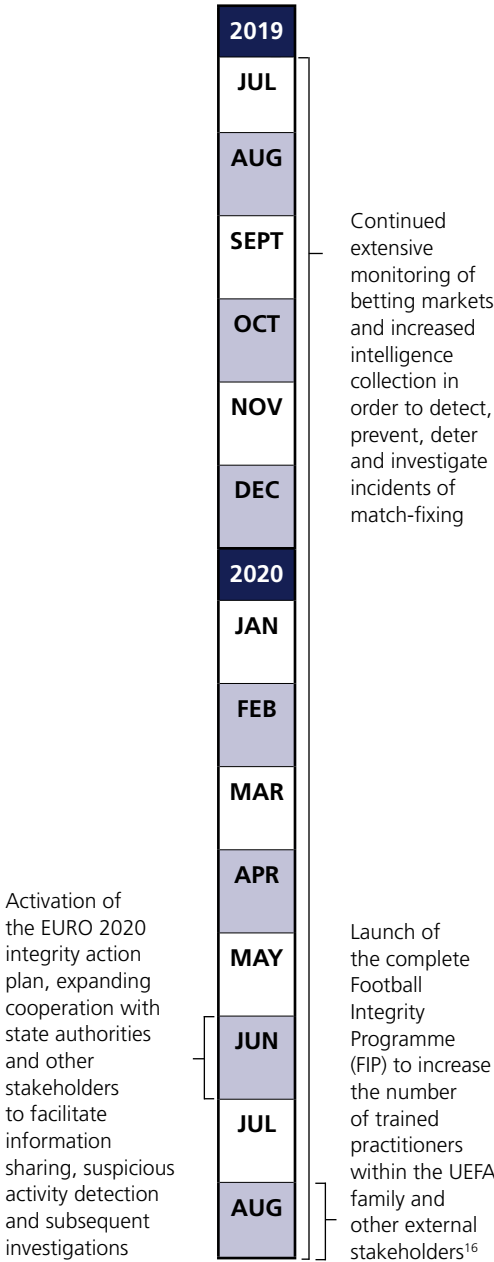 2019
JUL
AUG
SEPT
OCT
NOV
DEC
2020
JAN
FEB
MAR
APR
MAY
JUN
JUL
AUG
Continued
extensive
monitoring of
betting markets
and increased
intelligence
collection in
order to detect,
prevent, deter
and investigate
incidents of
match-fixing
Activation of
the EURO 2020
integrity action
plan, expanding
cooperation with
state authorities
and other
stakeholders
to facilitate
information
sharing, suspicious
activity detection
and subsequent
investigations
Launch of
the complete
Football
Integrity
Programme
(FIP) to increase
the number
of trained
practitioners
within the UEFA
family and
other external
stakeholders¹⁶